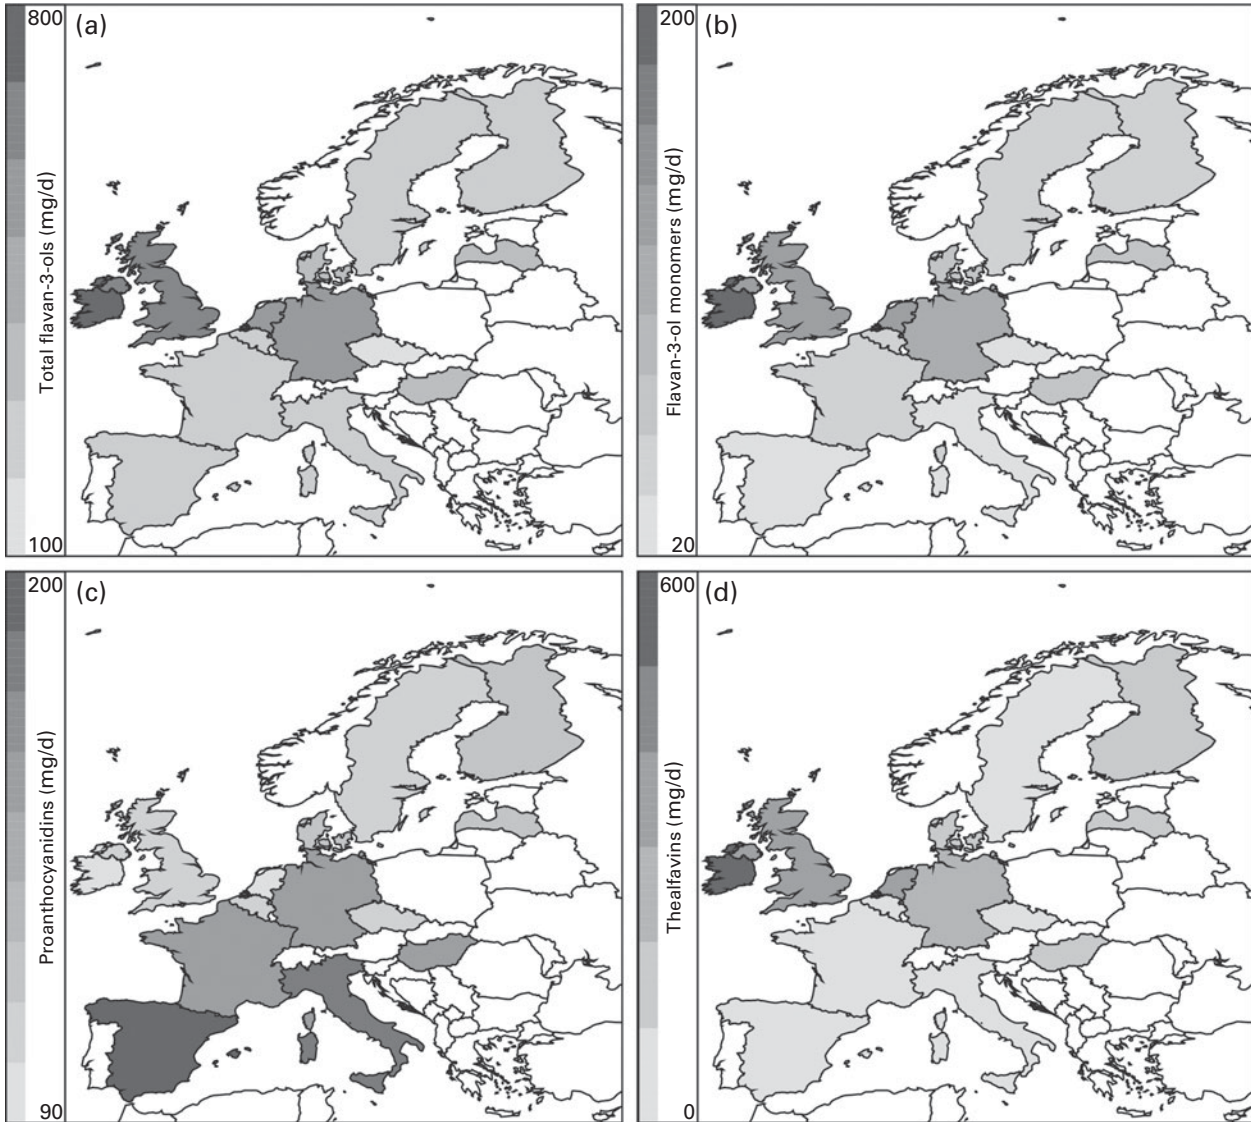 800
(a)
Total flavan-3-ols (mg/d)
100
200
(b)
Flavan-3-ol monomers (mg/d)
20
200
(c)
Proanthocyanidins (mg/d)
90
600
(d)
Thealfavins (mg/d)
0